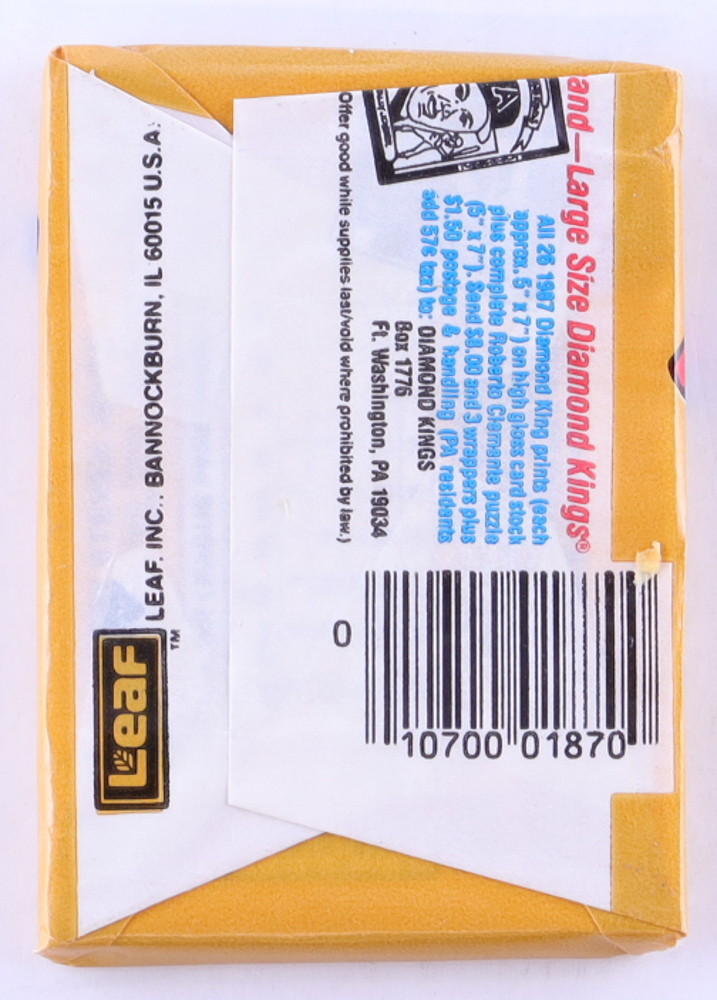 and—Large Size Diamond Kings®
All 26 1987 Diamond King prints (each
approx. 5" x 7") on high gloss card stock
plus complete Roberto Clemente puzzle
(5" x 7"). Send $8.00 and 3 wrappers plus
$1.50 postage & handling (PA residents
add 57¢ tax) to: DIAMOND KINGS
Box 1776
Ft. Washington, PA 19034
Offer good while supplies last/void where prohibited by law.)
0
10700 01870
Leaf
TM
LEAF, INC., BANNOCKBURN, IL 60015 U.S.A.
A